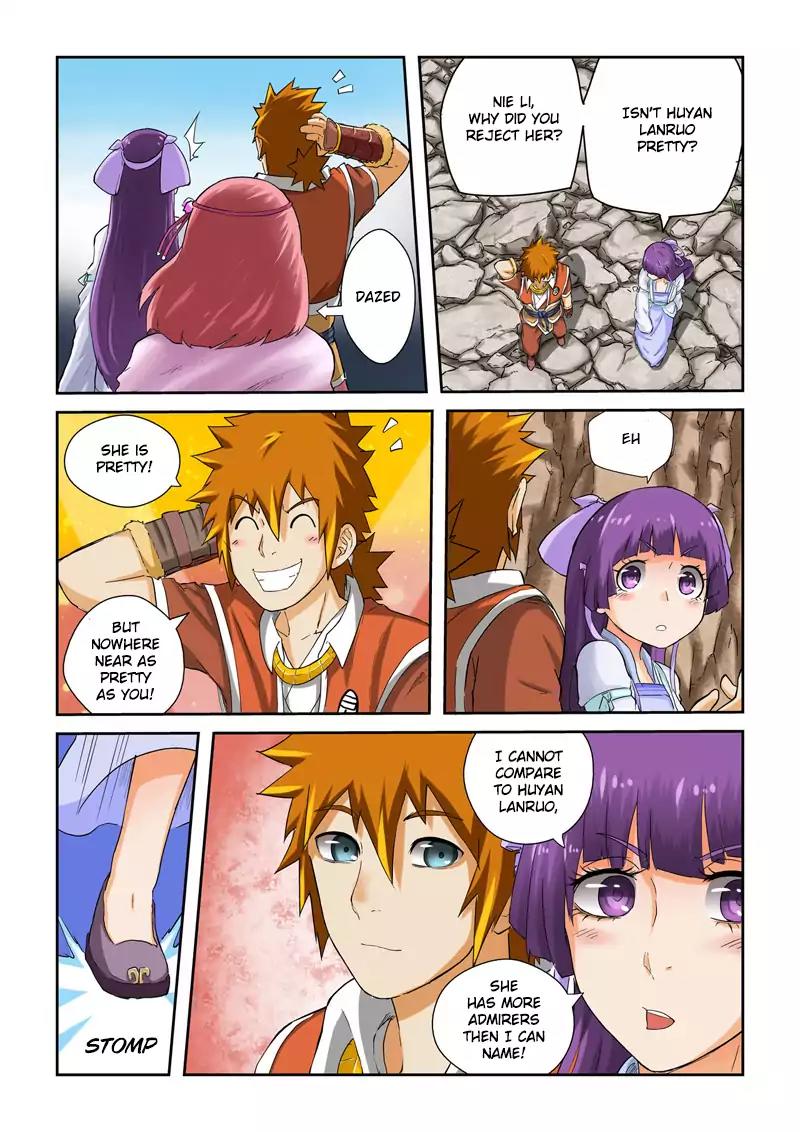 DAZED
NIE LI,
WHY DID YOU
REJECT HER?
ISN'T HUYAN
LANRUO
PRETTY?
SHE IS
PRETTY!
BUT
NOWHERE
NEAR AS
PRETTY
AS YOU!
EH
STOMP
I CANNOT
COMPARE
TO HUYAN
LANRUO,
SHE
HAS MORE
ADMIRERS
THEN I CAN
NAME!